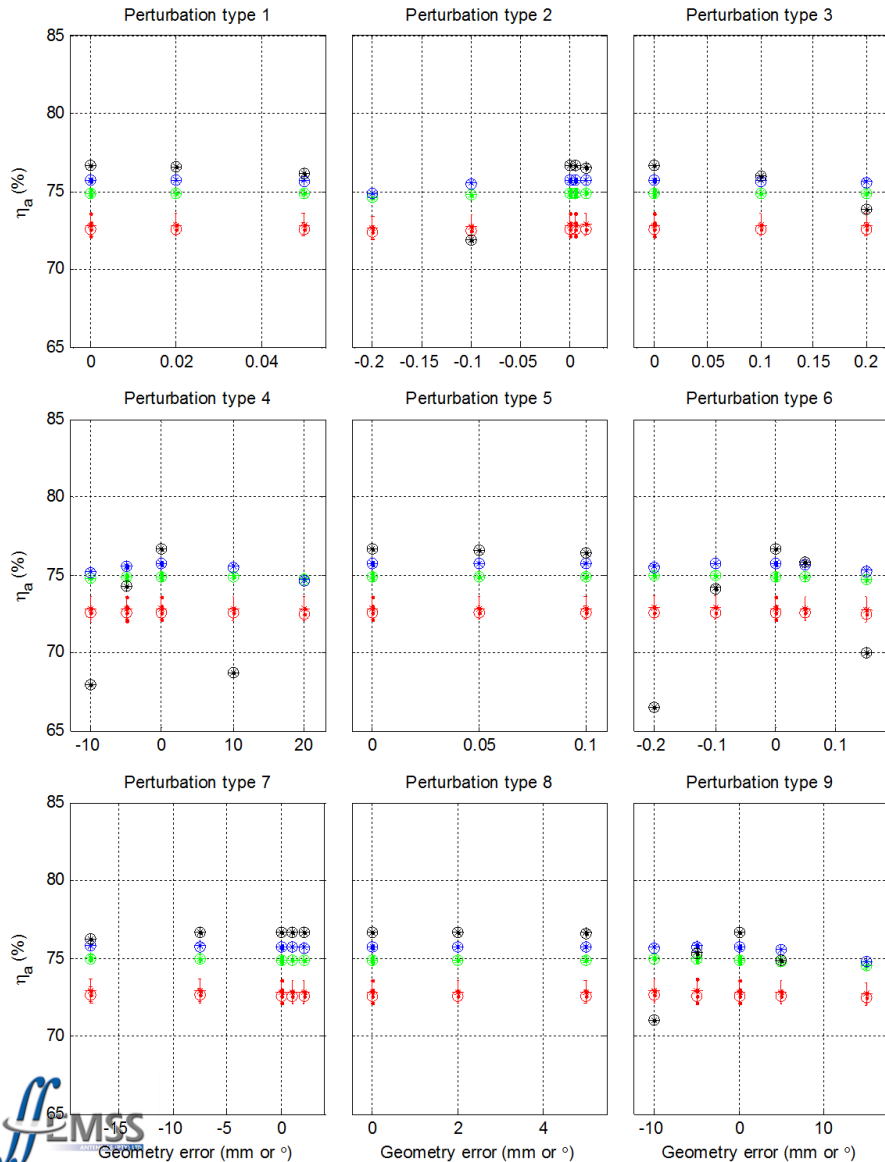 Perturbation type 1 Perturbation type 2 Perturbation type 3
85
80
75
70
65
ηa (%)
0 0.02 0.04 -0.2 -0.15 -0.1 -0.05 0 0 0.05 0.1 0.15 0.2
Perturbation type 4 Perturbation type 5 Perturbation type 6
85
80
75
70
65
ηa (%)
-10 0 10 20 0 0.05 0.1 -0.2 -0.1 0 0.1
Perturbation type 7 Perturbation type 8 Perturbation type 9
85
80
75
70
65
ηa (%)
-15 -10 -5 0 0 2 4 -10 0 10
Geometry error (mm or °) Geometry error (mm or °) Geometry error (mm or °)
EMSS